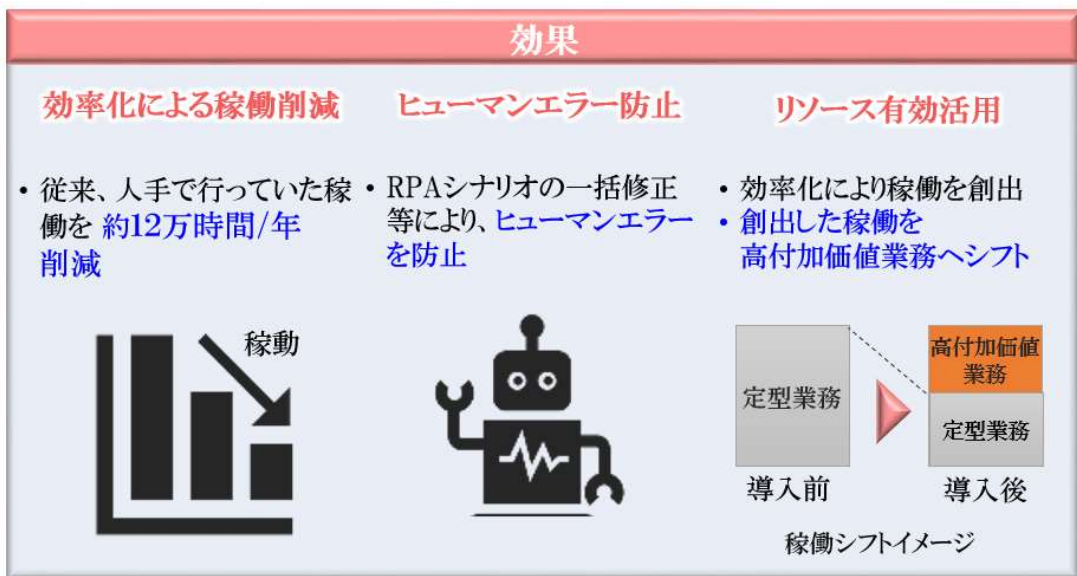 効果
効率化による稼働削減
・従来、人手で行っていた稼
働を 約12万時間/年
削減
稼動
ヒューマンエラー防止
・RPAシナリオの一括修正
等により、ヒューマンエラー
を防止
リソース有効活用
・効率化により稼働を創出
・創出した稼働を
高付加価値業務へシフト
定型業務
導入前
高付加価値
業務
定型業務
導入後
稼働シフトイメージ